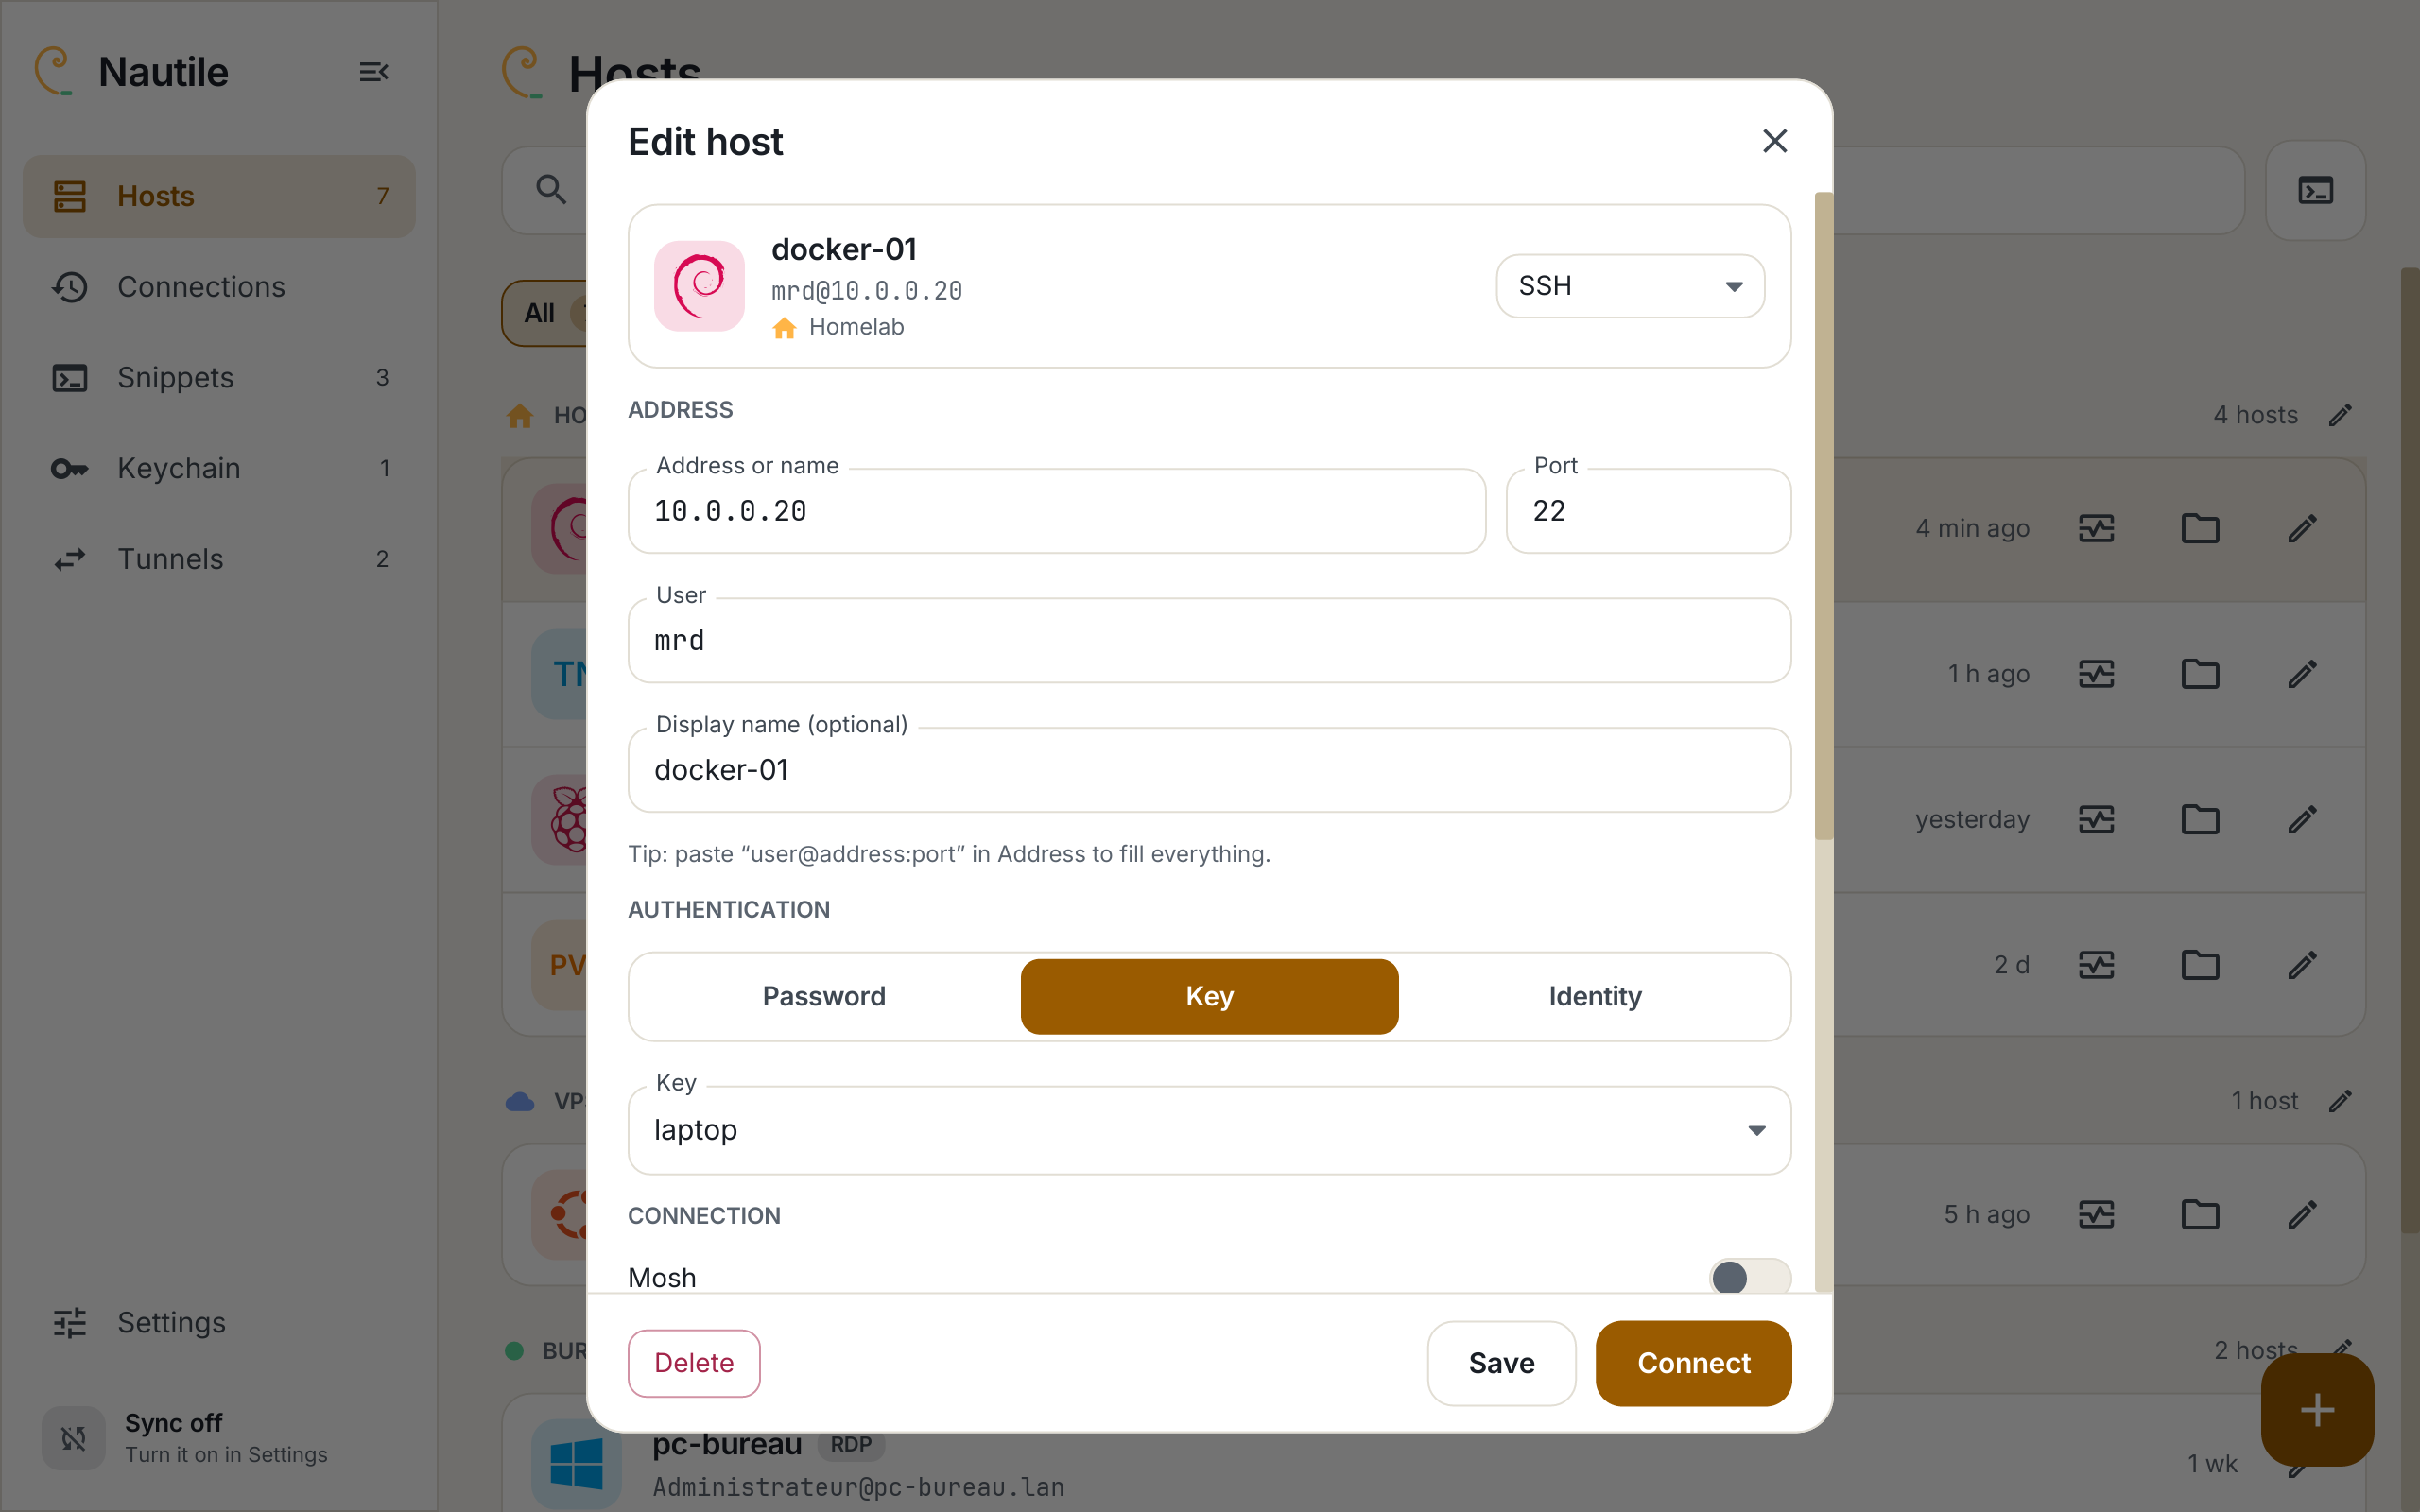 Nautile
Hosts 7
Connections
Snippets 3
Keychain 1
Tunnels 2
Settings
Sync off
Turn it on in Settings
Hosts
All
4 hosts
4 min ago
TN
1 h ago
yesterday
PV
2 d
1 host
5 h ago
2 hosts
pc-bureau RDP
Administrateur@pc-bureau.lan
1 wk
Edit host
docker-01
mrd@10.0.0.20
Homelab
SSH
ADDRESS
Address or name
10.0.0.20
Port
22
User
mrd
Display name (optional)
docker-01
Tip: paste “user@address:port” in Address to fill everything.
AUTHENTICATION
Password Key Identity
Key
laptop
CONNECTION
Mosh
Delete Save Connect